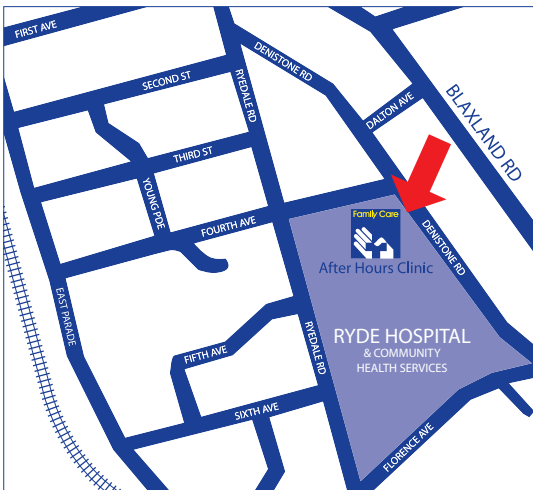 FIRST AVE
SECOND ST
DENISTONE RD
RYEDALE RD
DALTON AVE
BLAXLAND RD
THIRD ST
YOUNG PDE
FOURTH AVE
Family Care
After Hours Clinic
DENISTONE RD
EAST PARADE
RYEDALE RD
RYDE HOSPITAL
& COMMUNITY
HEALTH SERVICES
FIFTH AVE
SIXTH AVE
FLORENCE AVE